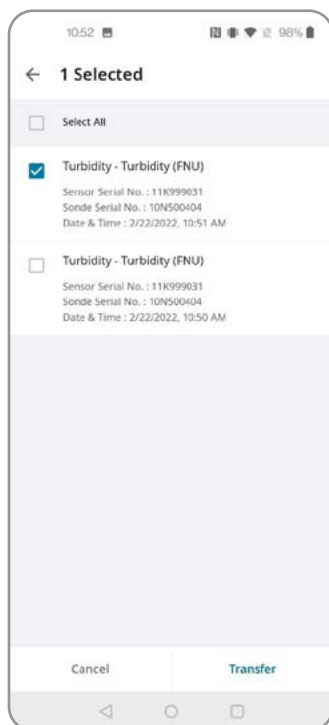 10:52
98%
1 Selected
Select All
Turbidity - Turbidity (FNU)
Sensor Serial No. : 11K999031
Sonde Serial No. : 10N500404
Date & Time : 2/22/2022, 10:51 AM
Turbidity - Turbidity (FNU)
Sensor Serial No. : 11K999031
Sonde Serial No. : 10N500404
Date & Time : 2/22/2022, 10:50 AM
Cancel
Transfer